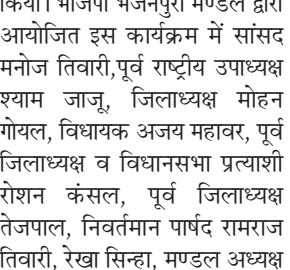 किया। भाजपा भजनपुरा मण्डल द्वारा
आयोजित इस कार्यक्रम में सांसद
मनोज तिवारी,पूर्व राष्ट्रीय उपाध्यक्ष
श्याम जाजू, जिलाध्यक्ष मोहन
गोयल, विधायक अजय महावर, पूर्व
जिलाध्यक्ष व विधानसभा प्रत्याशी
रोशन कंसल, पूर्व जिलाध्यक्ष
तेजपाल, निवर्तमान पार्षद रामराज
तिवारी, रेखा सिन्हा, मण्डल अध्यक्ष